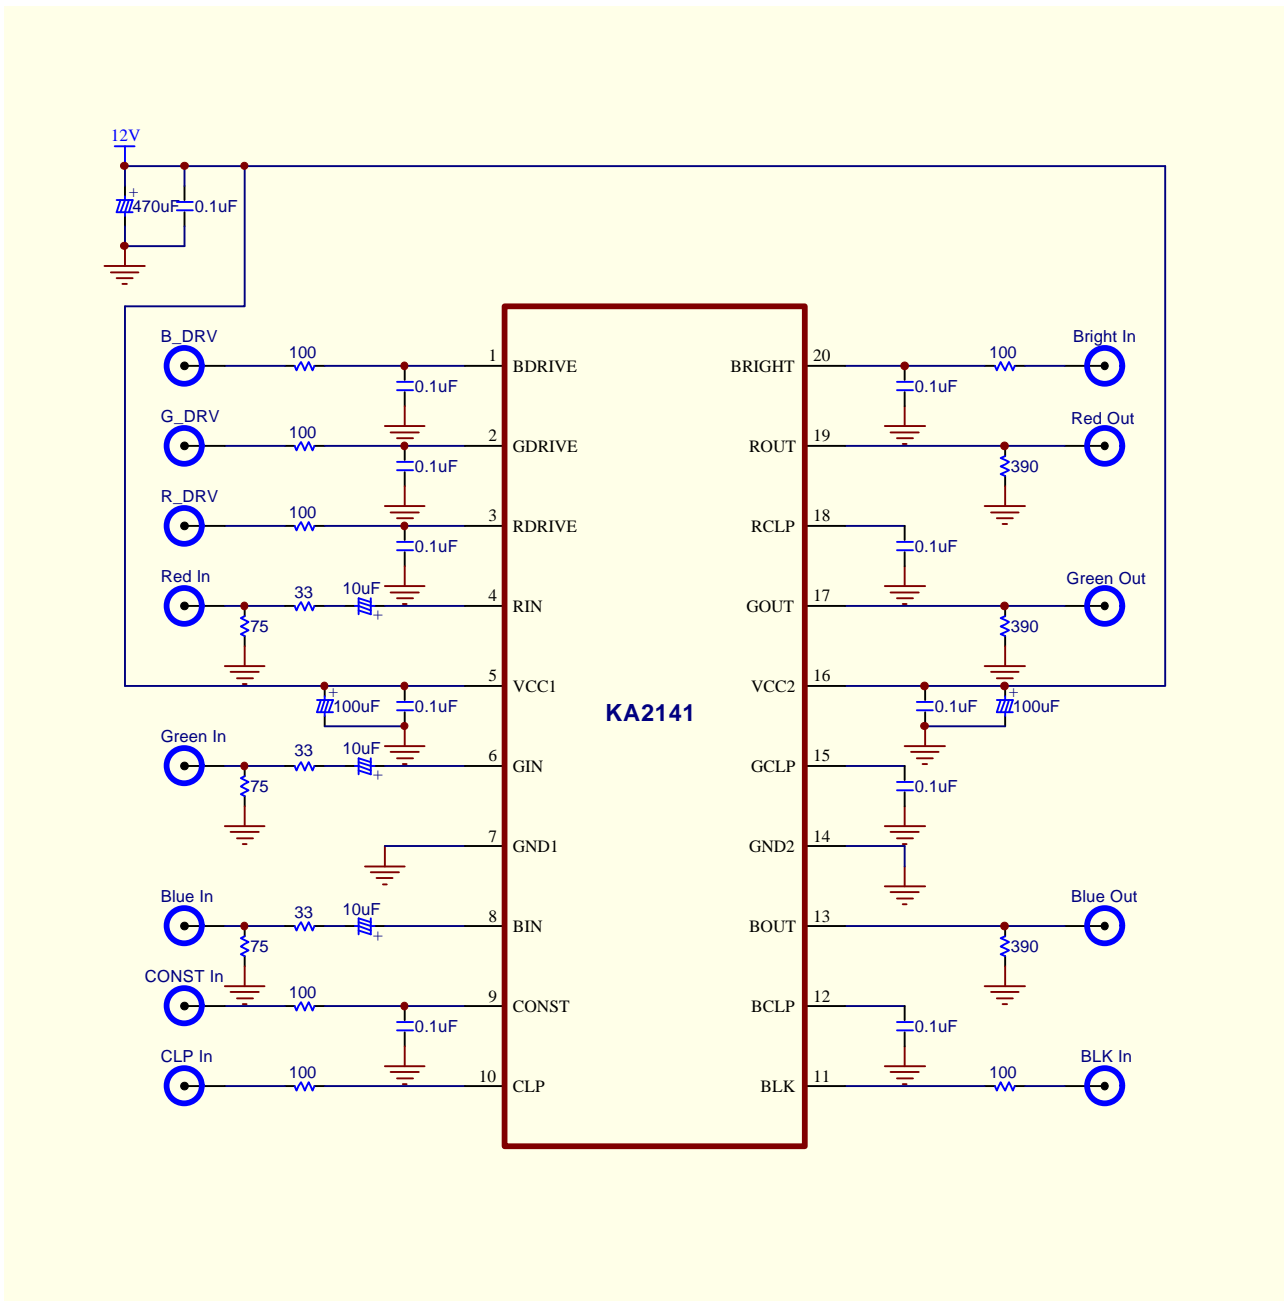 12V
+
470uF 0.1uF
B_DRV
100
1 BDRIVE
0.1uF
G_DRV
100
2 GDRIVE
0.1uF
R_DRV
100
3 RDRIVE
0.1uF
Red In
33
10uF
+
4 RIN
75
5 VCC1
+
100uF
0.1uF
Green In
33
10uF
+
6 GIN
75
7 GND1
Blue In
33
10uF
+
8 BIN
75
CONST In
100
9 CONST
0.1uF
CLP In
100
10 CLP
KA2141
BRIGHT 20
0.1uF
100
Bright In
ROUT 19
Red Out
390
RCLP 18
0.1uF
GOUT 17
Green Out
390
VCC2 16
0.1uF
+
100uF
GCLP 15
0.1uF
GND2 14
BOUT 13
Blue Out
390
BCLP 12
0.1uF
BLK 11
100
BLK In